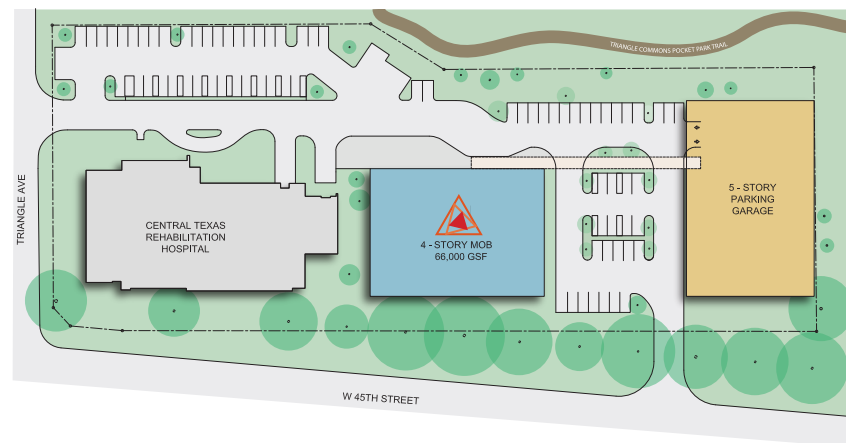 TRIANGLE COMMONS POCKET PARK TRAIL
TRIANGLE AVE
CENTRAL TEXAS
REHABILITATION
HOSPITAL
4 - STORY MOB
66,000 GSF
5 - STORY
PARKING
GARAGE
W 45TH STREET